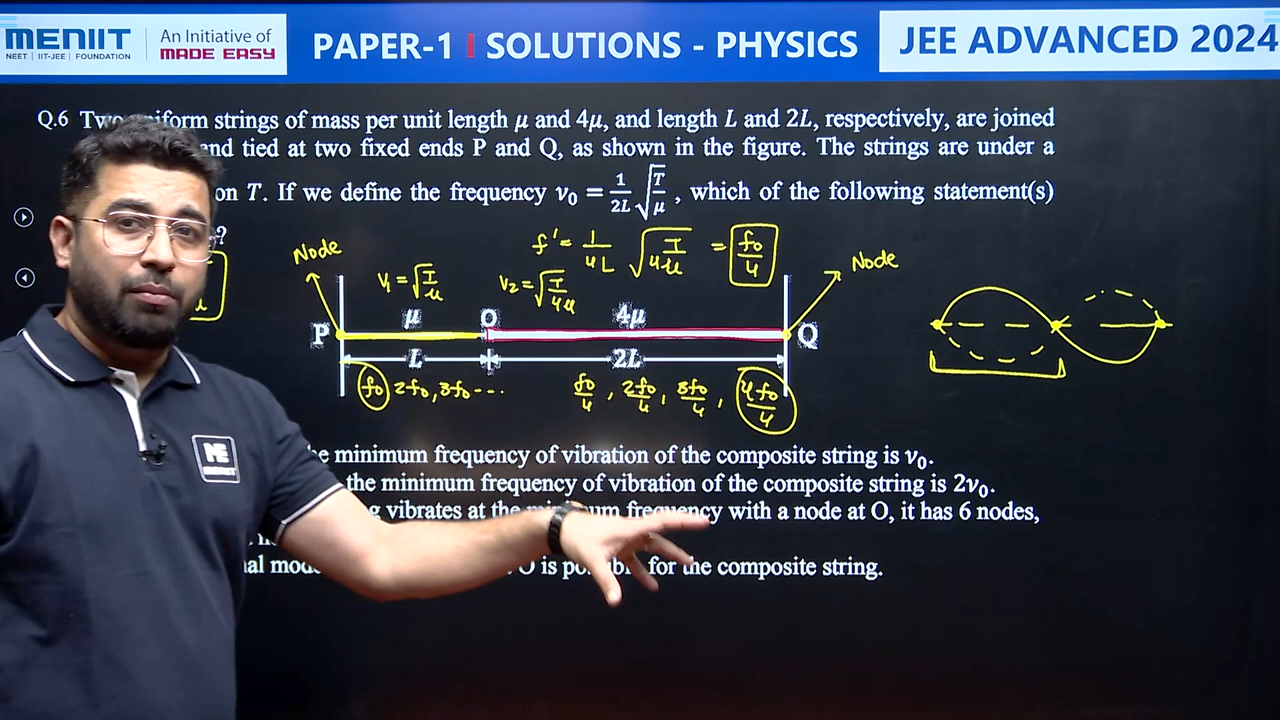 MENIIT
NEET | IIT-JEE | FOUNDATION
An Initiative of
MADE EASY
PAPER-1 | SOLUTIONS - PHYSICS
JEE ADVANCED 2024
Q.6 Two uniform strings of mass per unit length μ and 4μ, and length L and 2L, respectively, are joined
and tied at two fixed ends P and Q, as shown in the figure. The strings are under a
on T. If we define the frequency ν₀ = 1/2L √T/μ , which of the following statement(s)
?
Node
f' = 1/4L √T/4μ = f₀/4
Node
V₁ = √T/μ
V₂ = √T/4μ
P
μ
O
4μ
Q
L
2L
f₀ 2f₀, 3f₀ ---
f₀/4 , 2f₀/4 , 3f₀/4 , 4f₀/4
he minimum frequency of vibration of the composite string is ν₀.
the minimum frequency of vibration of the composite string is 2ν₀.
g vibrates at the minimum frequency with a node at O, it has 6 nodes,
al mod O is possible for the composite string.
ME
MENIIT